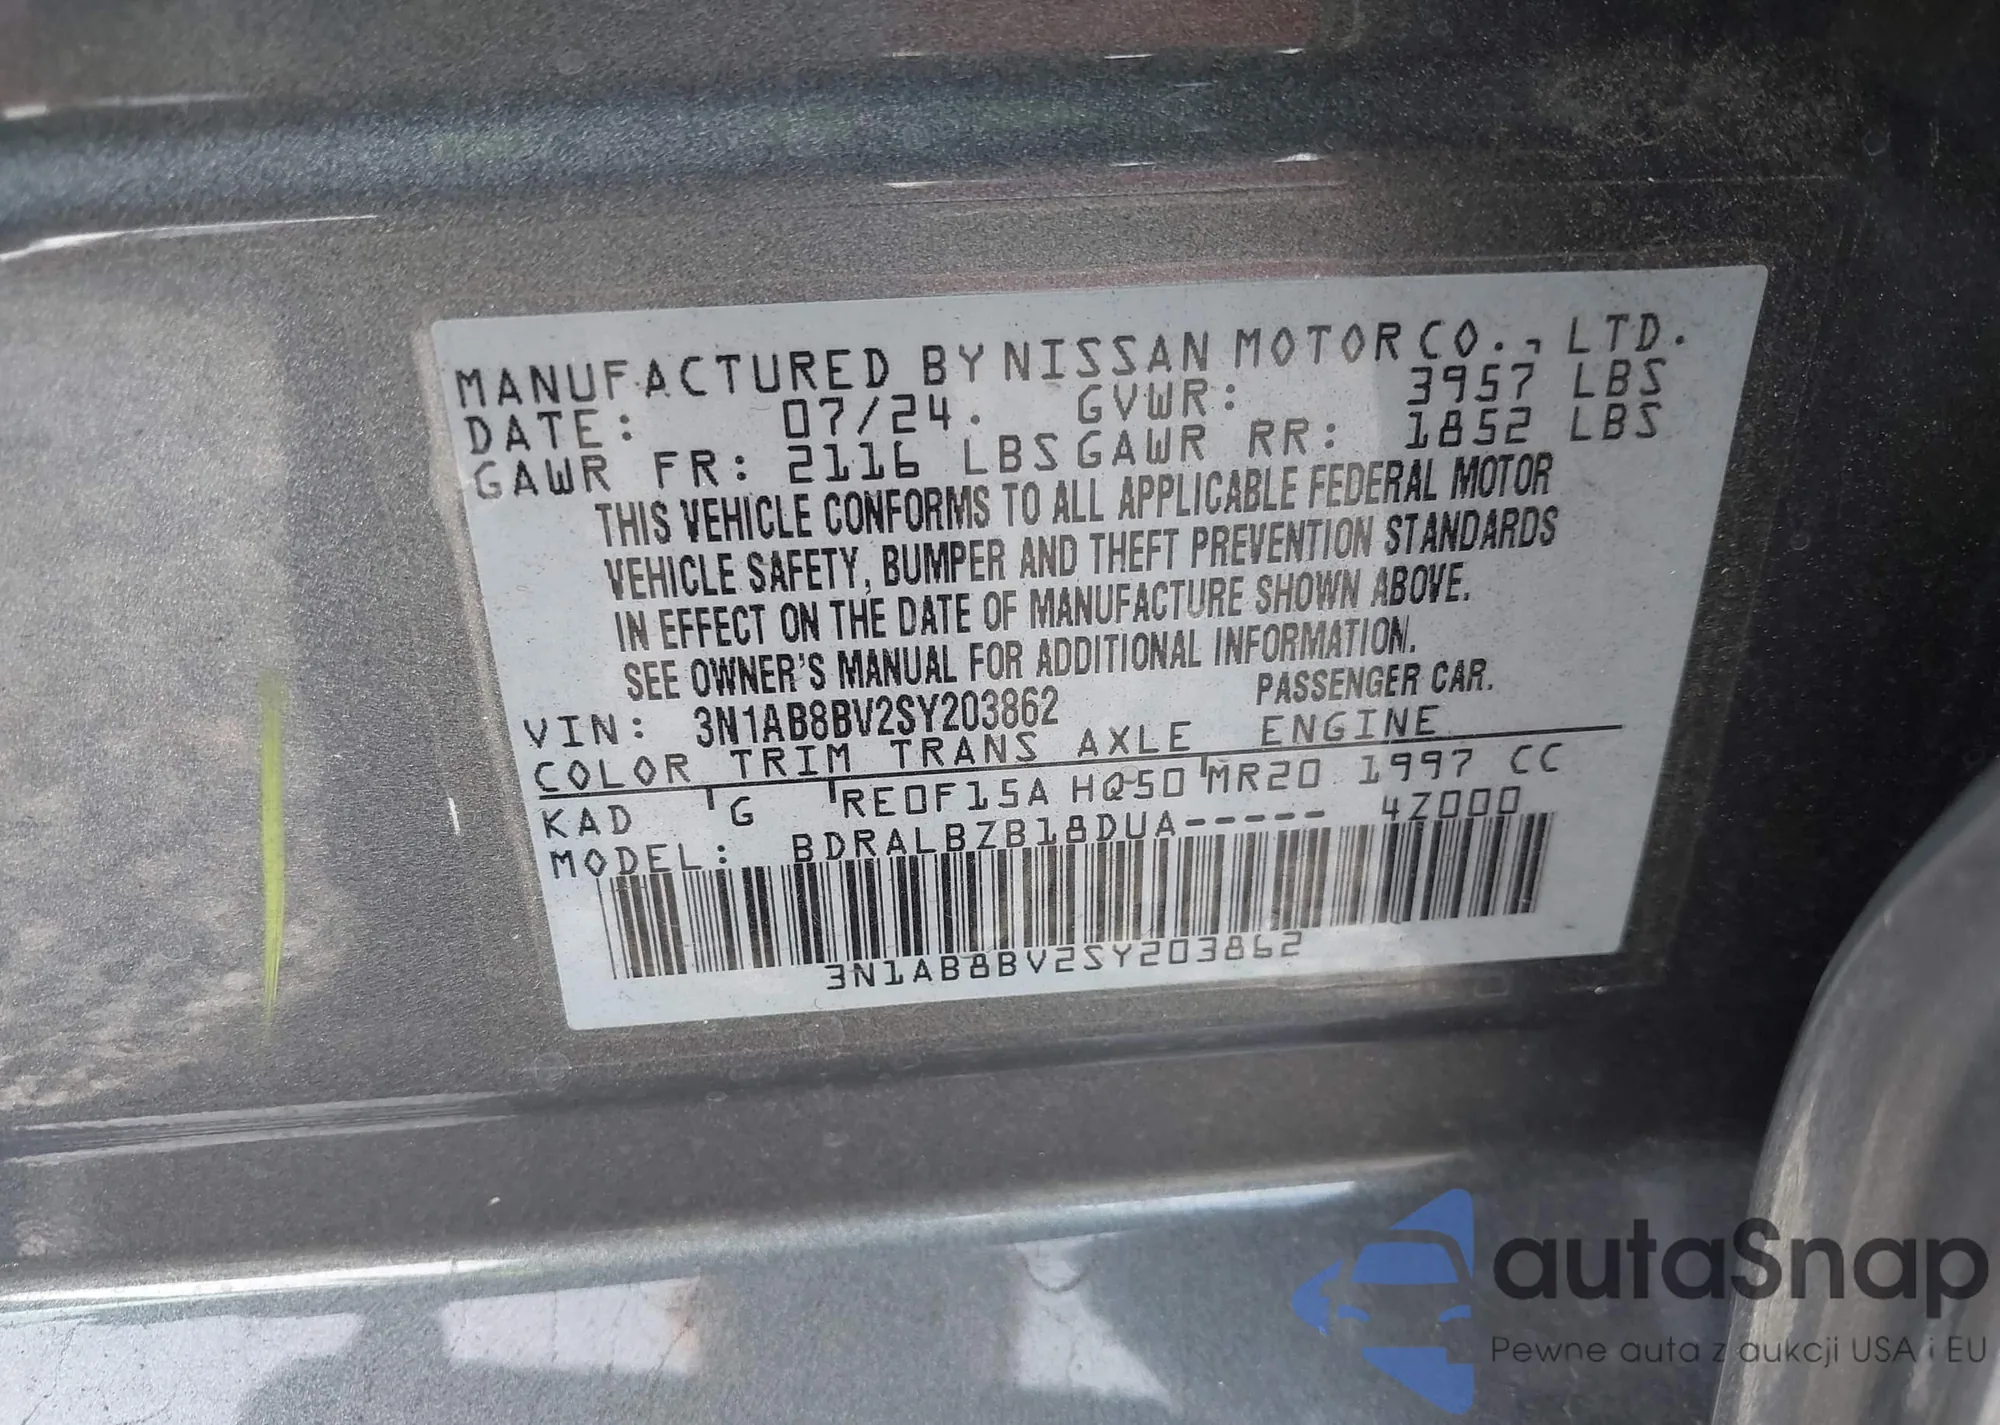 MANUFACTURED BY NISSAN MOTOR CO., LTD.
DATE: 07/24. GVWR: 3957 LBS
GAWR FR: 2116 LBS GAWR RR: 1852 LBS
THIS VEHICLE CONFORMS TO ALL APPLICABLE FEDERAL MOTOR
VEHICLE SAFETY, BUMPER AND THEFT PREVENTION STANDARDS
IN EFFECT ON THE DATE OF MANUFACTURE SHOWN ABOVE.
SEE OWNER'S MANUAL FOR ADDITIONAL INFORMATION.
VIN: 3N1AB8BV2SY203862 PASSENGER CAR.
COLOR TRIM TRANS AXLE ENGINE
KAD G RE0F15A HQ50 MR20 1997 CC
MODEL: BDRALBZB18DUA----- 4Z000
3N1AB8BV2SY203862
autaSnap
Pewne auta z aukcji USA i EU